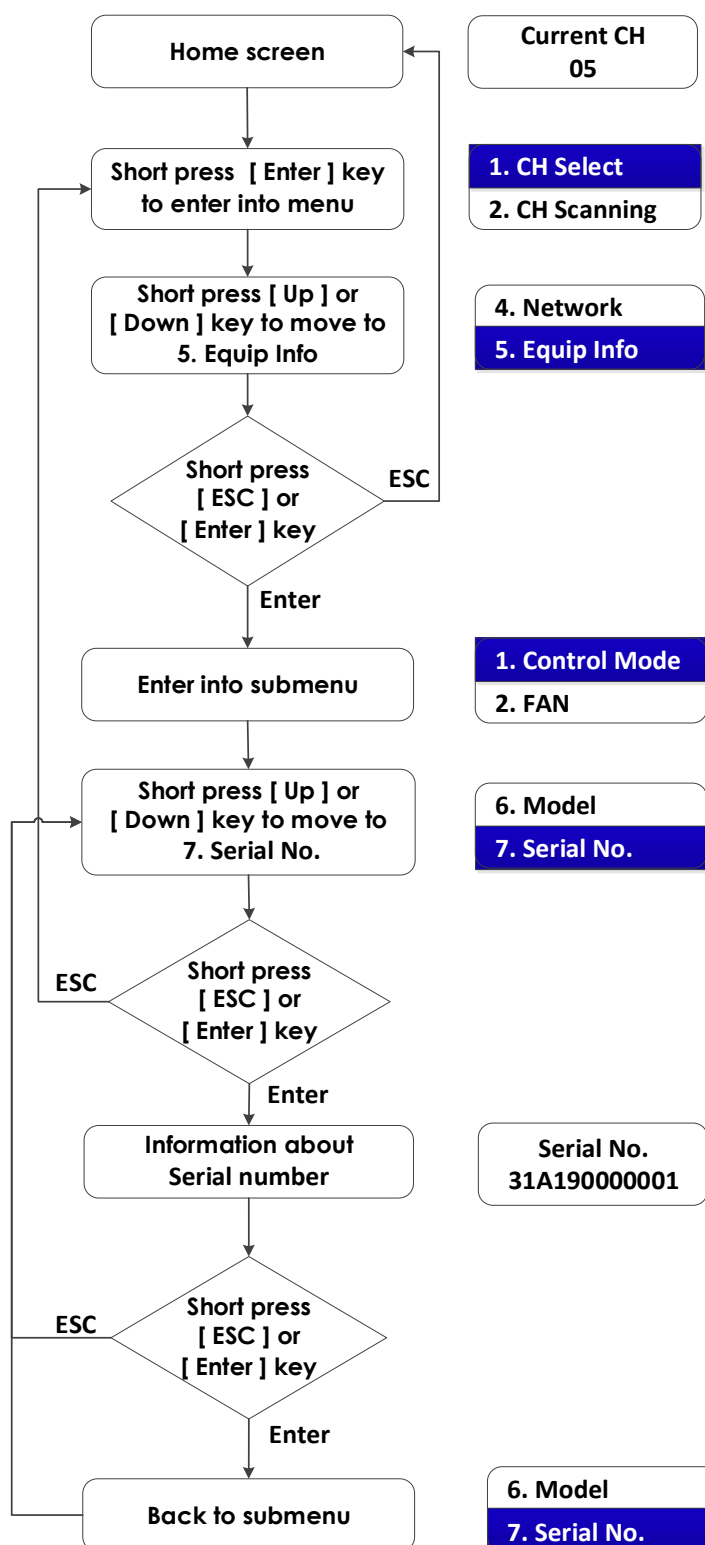 Home screen
Current CH
05
Short press [ Enter ] key
to enter into menu
1. CH Select
2. CH Scanning
Short press [ Up ] or
[ Down ] key to move to
5. Equip Info
4. Network
5. Equip Info
Short press
[ ESC ] or
[ Enter ] key
ESC
Enter
Enter into submenu
1. Control Mode
2. FAN
Short press [ Up ] or
[ Down ] key to move to
7. Serial No.
6. Model
7. Serial No.
Short press
[ ESC ] or
[ Enter ] key
ESC
Enter
Information about
Serial number
Serial No.
31A190000001
Short press
[ ESC ] or
[ Enter ] key
ESC
Enter
Back to submenu
6. Model
7. Serial No.